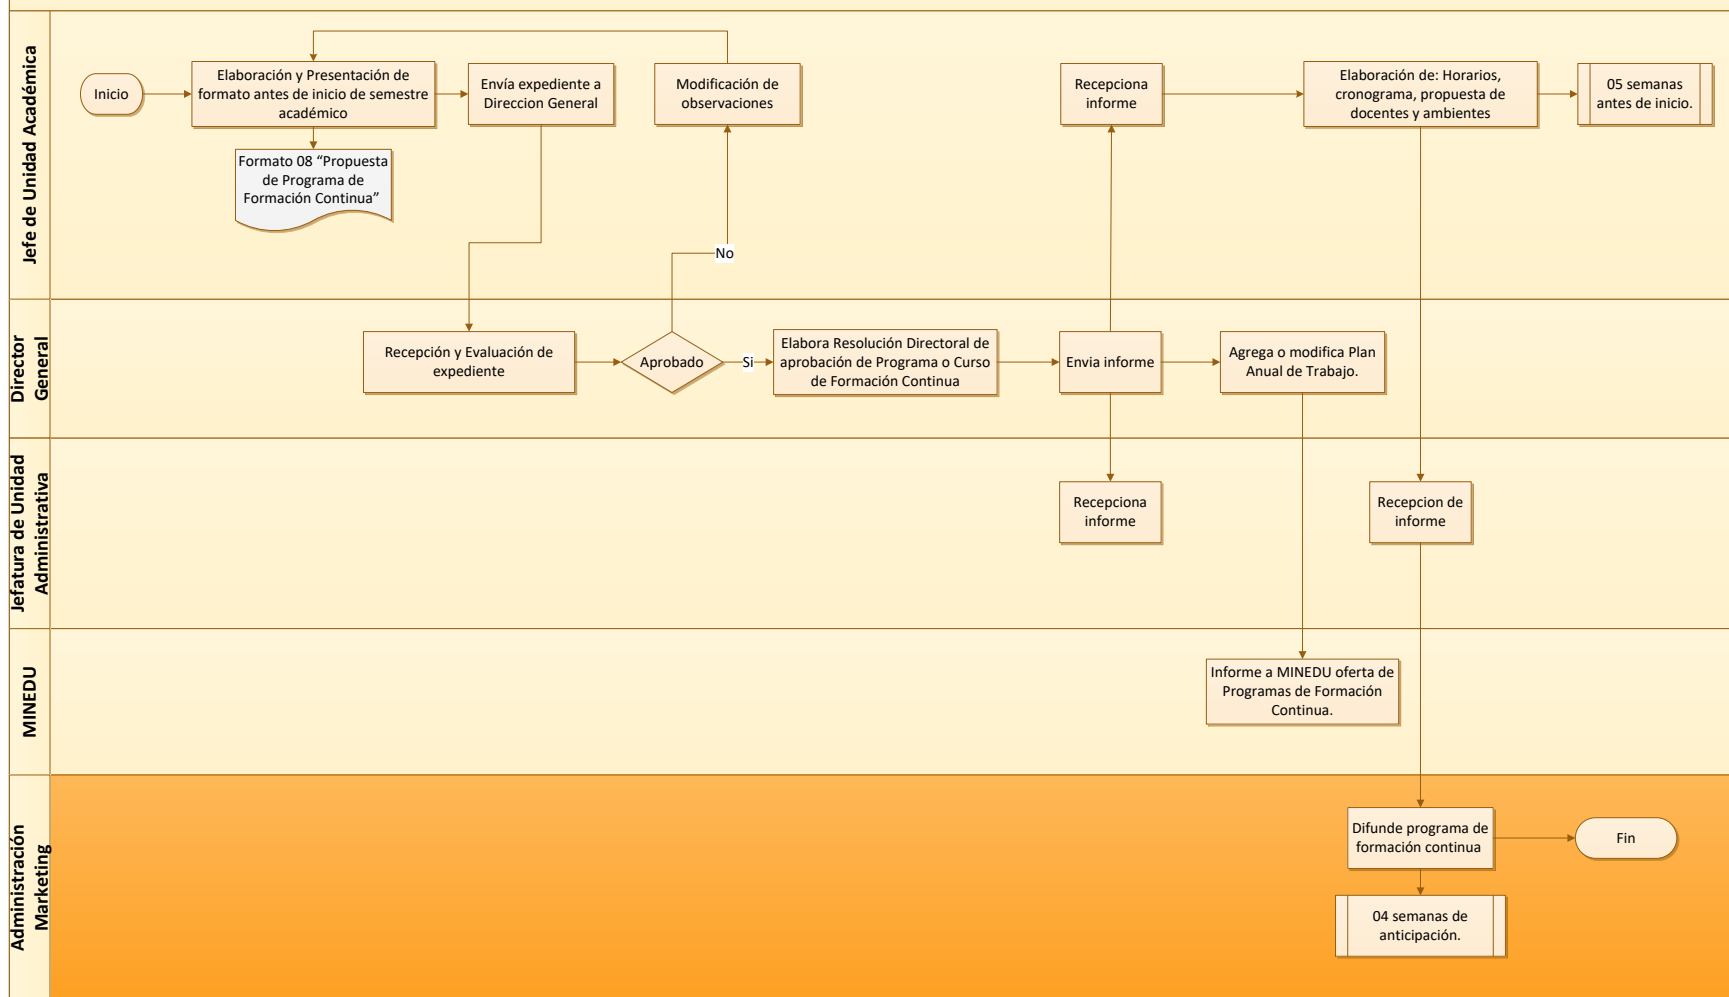 Jefe de Unidad Académica
Inicio
Elaboración y Presentación de
formato antes de inicio de semestre
académico
Formato 08 “Propuesta
de Programa de
Formación Continua”
Envía expediente a
Direccion General
Modificación de
observaciones
No
Recepciona
informe
Elaboración de: Horarios,
cronograma, propuesta de
docentes y ambientes
05 semanas
antes de inicio.
Director
General
Recepción y Evaluación de
expediente
Aprobado
Si
Elabora Resolución Directoral de
aprobación de Programa o Curso
de Formación Continua
Envia informe
Agrega o modifica Plan
Anual de Trabajo.
Jefatura de Unidad
Administrativa
Recepciona
informe
Recepcion de
informe
MINEDU
Informe a MINEDU oferta de
Programas de Formación
Continua.
Administración
Marketing
Difunde programa de
formación continua
Fin
04 semanas de
anticipación.